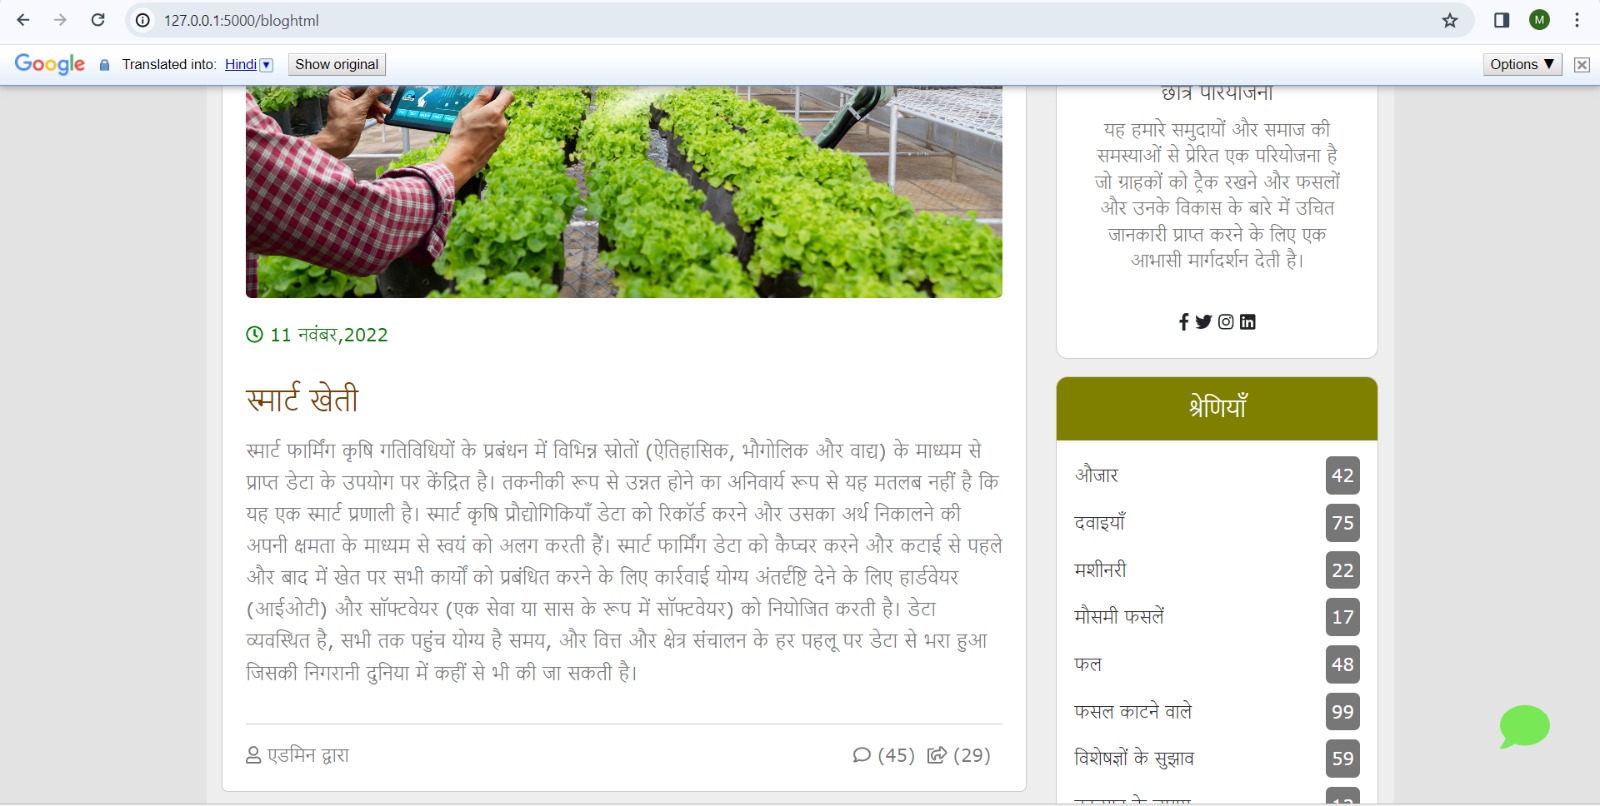 127.0.0.1:5000/bloghtml
M
Google Translated into: Hindi Show original Options ▼
छात्र परियोजना
यह हमारे समुदायों और समाज की
समस्याओं से प्रेरित एक परियोजना है
जो ग्राहकों को ट्रैक रखने और फसलों
और उनके विकास के बारे में उचित
जानकारी प्राप्त करने के लिए एक
आभासी मार्गदर्शन देती है।
11 नवंबर,2022
स्मार्ट खेती
स्मार्ट फार्मिंग कृषि गतिविधियों के प्रबंधन में विभिन्न स्रोतों (ऐतिहासिक, भौगोलिक और वाद्य) के माध्यम से
प्राप्त डेटा के उपयोग पर केंद्रित है। तकनीकी रूप से उन्नत होने का अनिवार्य रूप से यह मतलब नहीं है कि
यह एक स्मार्ट प्रणाली है। स्मार्ट कृषि प्रौद्योगिकियाँ डेटा को रिकॉर्ड करने और उसका अर्थ निकालने की
अपनी क्षमता के माध्यम से स्वयं को अलग करती हैं। स्मार्ट फार्मिंग डेटा को कैप्चर करने और कटाई से पहले
और बाद में खेत पर सभी कार्यों को प्रबंधित करने के लिए कार्रवाई योग्य अंतर्दृष्टि देने के लिए हार्डवेयर
(आईओटी) और सॉफ्टवेयर (एक सेवा या सास के रूप में सॉफ्टवेयर) को नियोजित करती है। डेटा
व्यवस्थित है, सभी तक पहुंच योग्य है समय, और वित्त और क्षेत्र संचालन के हर पहलू पर डेटा से भरा हुआ
जिसकी निगरानी दुनिया में कहीं से भी की जा सकती है।
एडमिन द्वारा (45) (29)
श्रेणियाँ
औजार 42
दवाइयाँ 75
मशीनरी 22
मौसमी फसलें 17
फल 48
फसल काटने वाले 99
विशेषज्ञों के सुझाव 59